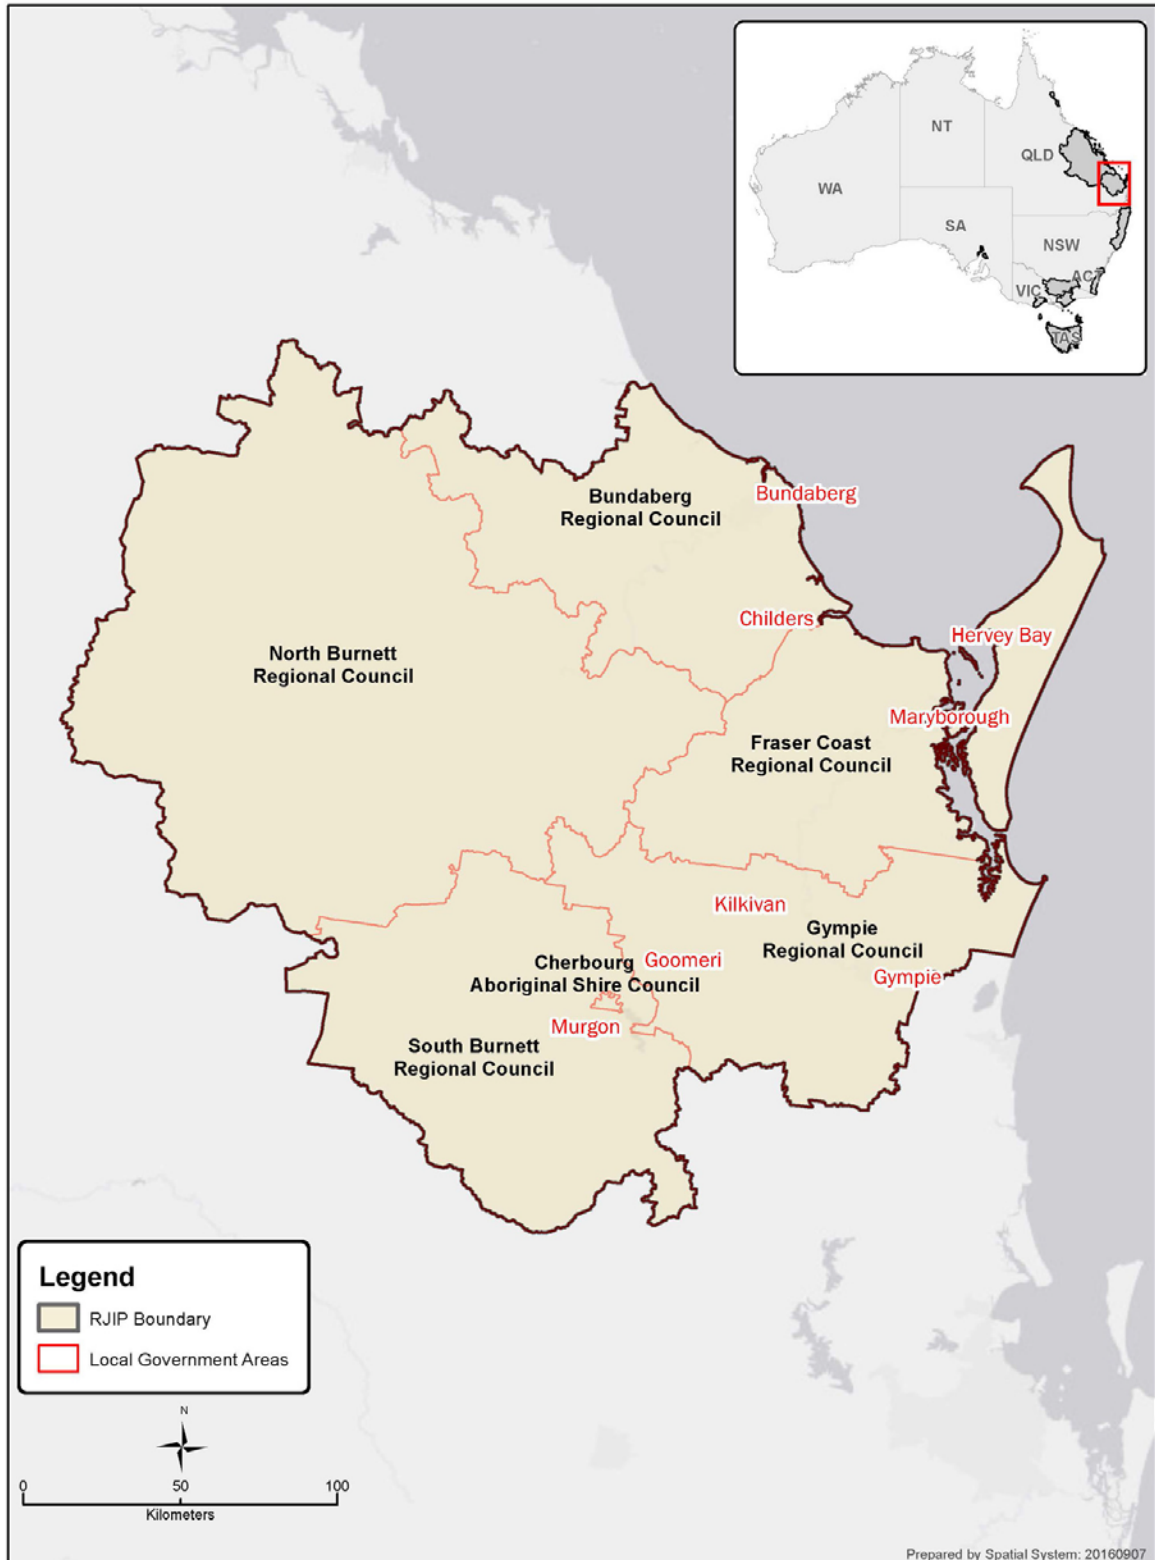 NT
QLD
WA
SA
NSW
ACT
VIC
TAS
Bundaberg
Regional Council
Bundaberg
Childers
Hervey Bay
North Burnett
Regional Council
Maryborough
Fraser Coast
Regional Council
Kilkivan
Gympie
Regional Council
Cherbourg
Aboriginal Shire Council
Goomeri
Gympie
Murgon
South Burnett
Regional Council
Legend
RJIP Boundary
Local Government Areas
N
0 50 100
Kilometers
Prepared by Spatial System: 20160907